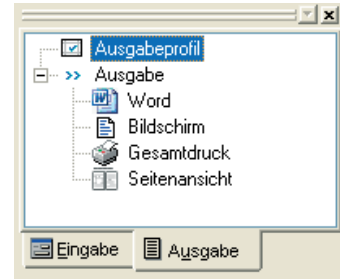 Ausgabeprofil
Ausgabe
Word
Bildschirm
Gesamtdruck
Seitenansicht
Eingabe Ausgabe